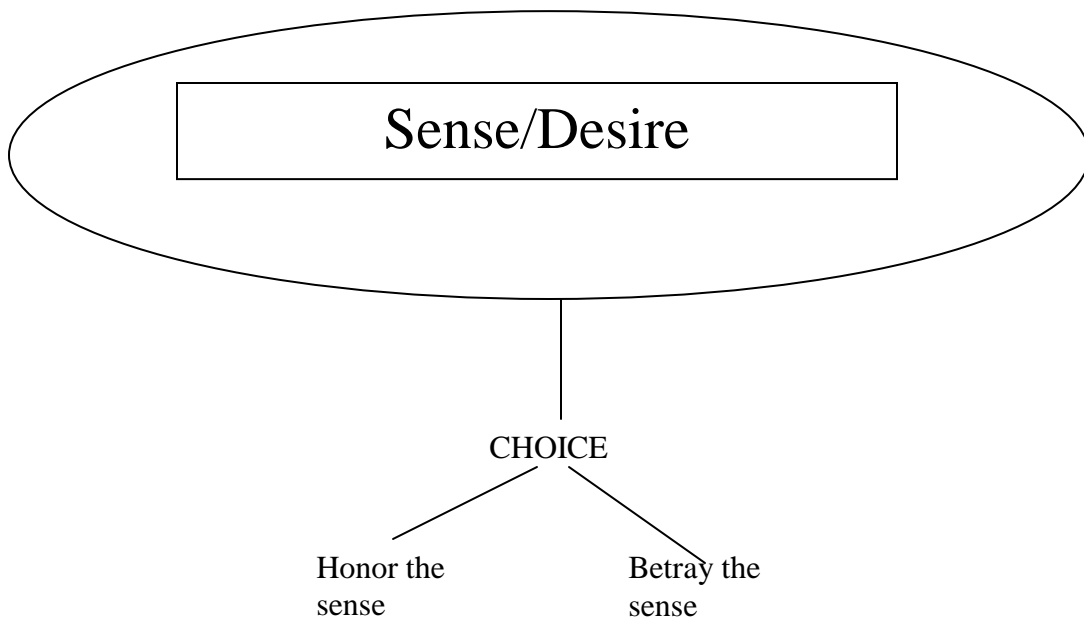 Sense/Desire
CHOICE
Honor the
sense
Betray the
sense